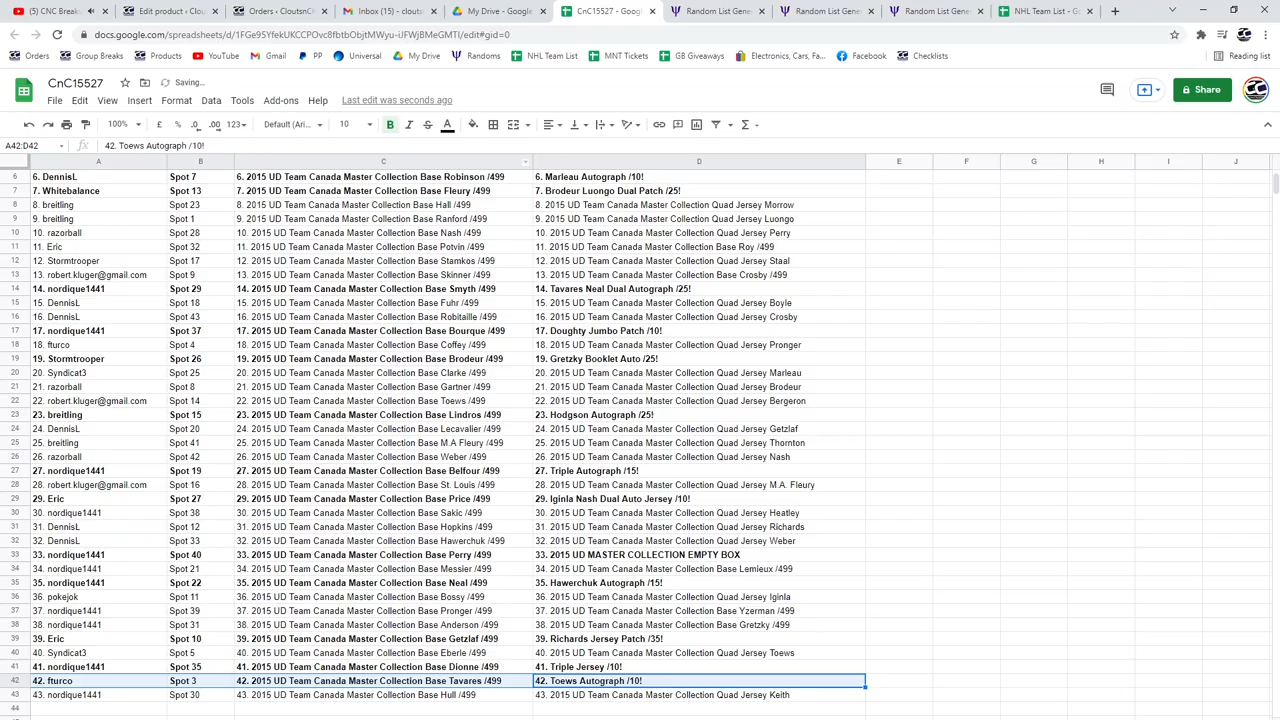 (5) CNC Break
Edit product ‹ Clou
Orders ‹ CloutsnC
Inbox (15) - clouts
My Drive - Google
CnC15527 - Goog
Random List Gene
Random List Gene
Random List Gene
NHL Team List - G
docs.google.com/spreadsheets/d/1FGe95YfekUKCCPOvc8fbtbObjtMWyu-iJFWjBMeGMTI/edit#gid=0
Orders
Group Breaks
Products
YouTube
Gmail
PP
Universal
My Drive
Randoms
NHL Team List
MNT Tickets
GB Giveaways
Electronics, Cars, Fa...
Facebook
Checklists
Reading list
CnC15527
Saving...
File Edit View Insert Format Data Tools Add-ons Help Last edit was seconds ago
Share
100% £ % .0 .00 123 Default (Ari... 10 B I S A Σ
A42:D42 fx 42. Toews Autograph /10!
A B C D E F G H I J
6 6. DennisL Spot 7 6. 2015 UD Team Canada Master Collection Base Robinson /499 6. Marleau Autograph /10!
7 7. Whitebalance Spot 13 7. 2015 UD Team Canada Master Collection Base Fleury /499 7. Brodeur Luongo Dual Patch /25!
8 8. breitling Spot 23 8. 2015 UD Team Canada Master Collection Base Hall /499 8. 2015 UD Team Canada Master Collection Quad Jersey Morrow
9 9. breitling Spot 1 9. 2015 UD Team Canada Master Collection Base Ranford /499 9. 2015 UD Team Canada Master Collection Quad Jersey Luongo
10 10. razorball Spot 28 10. 2015 UD Team Canada Master Collection Base Nash /499 10. 2015 UD Team Canada Master Collection Quad Jersey Perry
11 11. Eric Spot 32 11. 2015 UD Team Canada Master Collection Base Potvin /499 11. 2015 UD Team Canada Master Collection Base Roy /499
12 12. Stormtrooper Spot 17 12. 2015 UD Team Canada Master Collection Base Stamkos /499 12. 2015 UD Team Canada Master Collection Quad Jersey Staal
13 13. robert.kluger@gmail.com Spot 9 13. 2015 UD Team Canada Master Collection Base Skinner /499 13. 2015 UD Team Canada Master Collection Base Crosby /499
14 14. nordique1441 Spot 29 14. 2015 UD Team Canada Master Collection Base Smyth /499 14. Tavares Neal Dual Autograph /25!
15 15. DennisL Spot 18 15. 2015 UD Team Canada Master Collection Base Fuhr /499 15. 2015 UD Team Canada Master Collection Quad Jersey Boyle
16 16. DennisL Spot 43 16. 2015 UD Team Canada Master Collection Base Robitaille /499 16. 2015 UD Team Canada Master Collection Quad Jersey Crosby
17 17. nordique1441 Spot 37 17. 2015 UD Team Canada Master Collection Base Bourque /499 17. Doughty Jumbo Patch /10!
18 18. fturco Spot 4 18. 2015 UD Team Canada Master Collection Base Coffey /499 18. 2015 UD Team Canada Master Collection Quad Jersey Pronger
19 19. Stormtrooper Spot 26 19. 2015 UD Team Canada Master Collection Base Brodeur /499 19. Gretzky Booklet Auto /25!
20 20. Syndicat3 Spot 25 20. 2015 UD Team Canada Master Collection Base Clarke /499 20. 2015 UD Team Canada Master Collection Quad Jersey Marleau
21 21. razorball Spot 8 21. 2015 UD Team Canada Master Collection Base Gartner /499 21. 2015 UD Team Canada Master Collection Quad Jersey Brodeur
22 22. robert.kluger@gmail.com Spot 14 22. 2015 UD Team Canada Master Collection Base Toews /499 22. 2015 UD Team Canada Master Collection Quad Jersey Bergeron
23 23. breitling Spot 15 23. 2015 UD Team Canada Master Collection Base Lindros /499 23. Hodgson Autograph /25!
24 24. DennisL Spot 20 24. 2015 UD Team Canada Master Collection Base Lecavalier /499 24. 2015 UD Team Canada Master Collection Quad Jersey Getzlaf
25 25. breitling Spot 41 25. 2015 UD Team Canada Master Collection Base M.A Fleury /499 25. 2015 UD Team Canada Master Collection Quad Jersey Thornton
26 26. razorball Spot 42 26. 2015 UD Team Canada Master Collection Base Weber /499 26. 2015 UD Team Canada Master Collection Quad Jersey Nash
27 27. nordique1441 Spot 19 27. 2015 UD Team Canada Master Collection Base Belfour /499 27. Triple Autograph /15!
28 28. robert.kluger@gmail.com Spot 16 28. 2015 UD Team Canada Master Collection Base St. Louis /499 28. 2015 UD Team Canada Master Collection Quad Jersey M.A. Fleury
29 29. Eric Spot 27 29. 2015 UD Team Canada Master Collection Base Price /499 29. Iginla Nash Dual Auto Jersey /10!
30 30. nordique1441 Spot 38 30. 2015 UD Team Canada Master Collection Base Sakic /499 30. 2015 UD Team Canada Master Collection Quad Jersey Heatley
31 31. DennisL Spot 12 31. 2015 UD Team Canada Master Collection Base Hopkins /499 31. 2015 UD Team Canada Master Collection Quad Jersey Richards
32 32. DennisL Spot 33 32. 2015 UD Team Canada Master Collection Base Hawerchuk /499 32. 2015 UD Team Canada Master Collection Quad Jersey Weber
33 33. nordique1441 Spot 40 33. 2015 UD Team Canada Master Collection Base Perry /499 33. 2015 UD MASTER COLLECTION EMPTY BOX
34 34. nordique1441 Spot 21 34. 2015 UD Team Canada Master Collection Base Messier /499 34. 2015 UD Team Canada Master Collection Base Lemieux /499
35 35. nordique1441 Spot 22 35. 2015 UD Team Canada Master Collection Base Neal /499 35. Hawerchuk Autograph /15!
36 36. pokejok Spot 11 36. 2015 UD Team Canada Master Collection Base Bossy /499 36. 2015 UD Team Canada Master Collection Quad Jersey Iginla
37 37. nordique1441 Spot 39 37. 2015 UD Team Canada Master Collection Base Pronger /499 37. 2015 UD Team Canada Master Collection Base Yzerman /499
38 38. nordique1441 Spot 31 38. 2015 UD Team Canada Master Collection Base Anderson /499 38. 2015 UD Team Canada Master Collection Base Gretzky /499
39 39. Eric Spot 10 39. 2015 UD Team Canada Master Collection Base Getzlaf /499 39. Richards Jersey Patch /35!
40 40. Syndicat3 Spot 5 40. 2015 UD Team Canada Master Collection Base Eberle /499 40. 2015 UD Team Canada Master Collection Quad Jersey Toews
41 41. nordique1441 Spot 35 41. 2015 UD Team Canada Master Collection Base Dionne /499 41. Triple Jersey /10!
42 42. fturco Spot 3 42. 2015 UD Team Canada Master Collection Base Tavares /499 42. Toews Autograph /10!
43 43. nordique1441 Spot 30 43. 2015 UD Team Canada Master Collection Base Hull /499 43. 2015 UD Team Canada Master Collection Quad Jersey Keith
44